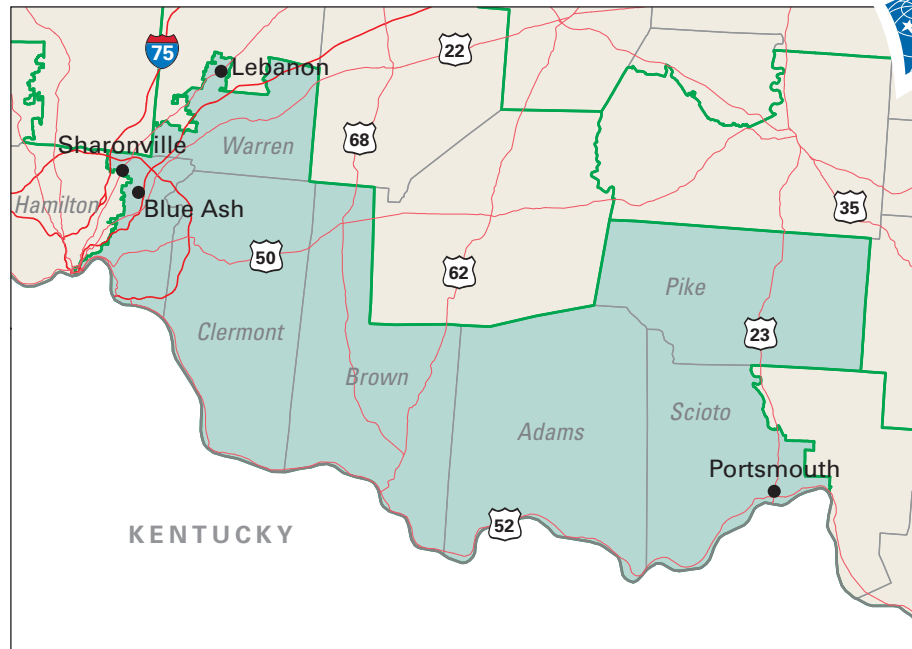 22
75
Lebanon
68
Warren
Sharonville
Hamilton
Blue Ash
35
50
62
Pike
23
Clermont
Brown
Scioto
Adams
Portsmouth
52
KENTUCKY